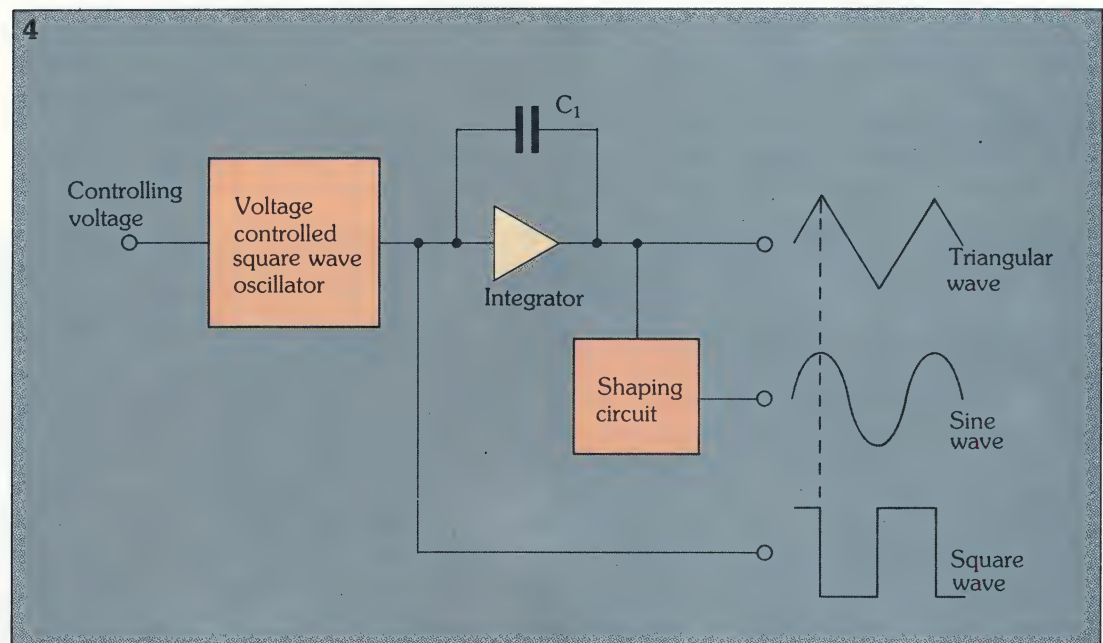 4
C₁
Controlling
voltage
Voltage
controlled
square wave
oscillator
Integrator
Triangular
wave
Shaping
circuit
Sine
wave
Square
wave